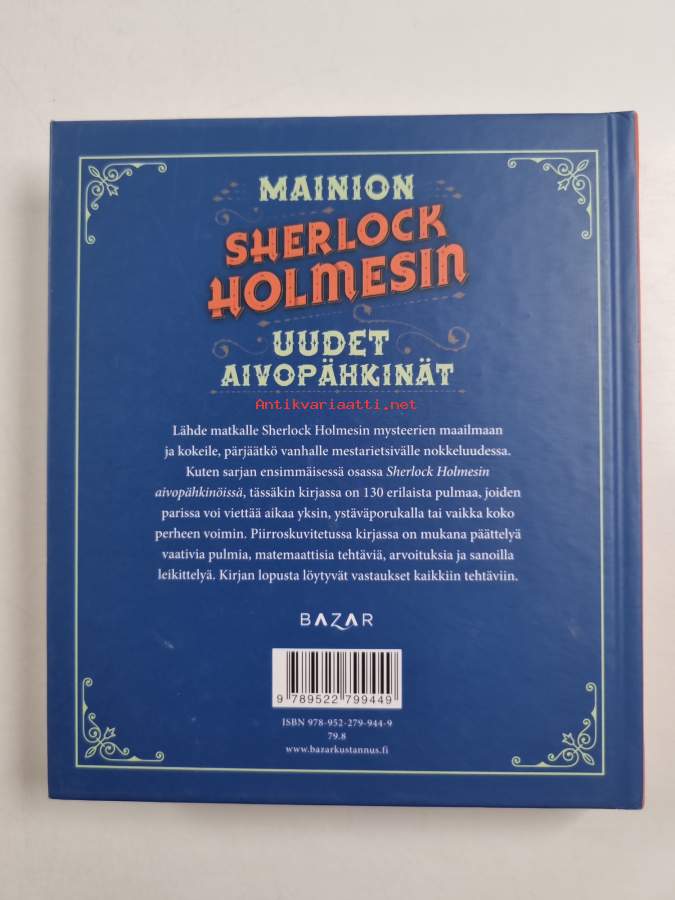 MAINION
SHERLOCK
HOLMESIN
UUDET
AIVOPÄHKINÄT
Antikvariaatti.net
Lähde matkalle Sherlock Holmesin mysteerien maailmaan
ja kokeile, pärjäätkö vanhalle mestarietsivälle nokkeluudessa.
Kuten sarjan ensimmäisessä osassa Sherlock Holmesin
aivopähkinöissä, tässäkin kirjassa on 130 erilaista pulmaa, joiden
parissa voi viettää aikaa yksin, ystäväporukalla tai vaikka koko
perheen voimin. Piirroskuvitetussa kirjassa on mukana päättelyä
vaativia pulmia, matemaattisia tehtäviä, arvoituksia ja sanoilla
leikittelyä. Kirjan lopusta löytyvät vastaukset kaikkiin tehtäviin.
BAZAR
9 789522 799449
ISBN 978-952-279-944-9
79.8
www.bazarkustannus.fi